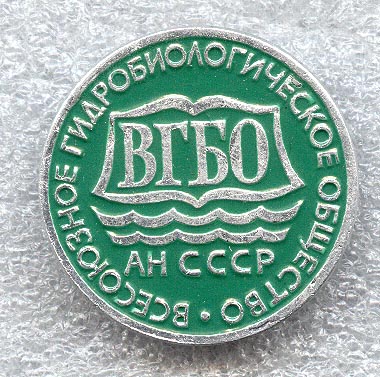 ВСЕСОЮЗНОЕ ГИДРОБИОЛОГИЧЕСКОЕ ОБЩЕСТВО •
ВГБО
АН СССР